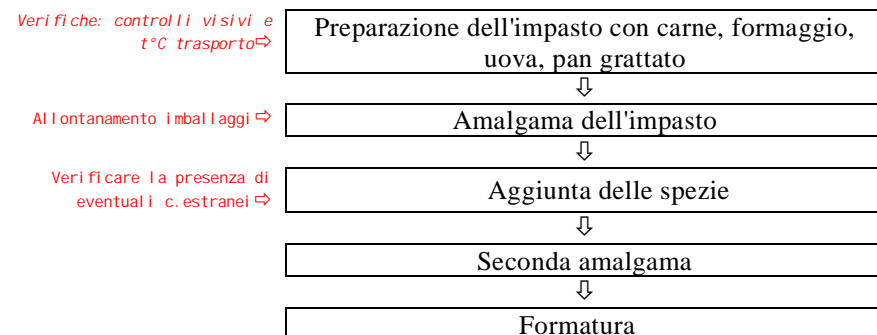 Verifiche: controlli visivi e
t°C trasporto⇨
Preparazione dell'impasto con carne, formaggio,
uova, pan grattato
⇩
Allontanamento imballaggi⇨
Amalgama dell'impasto
⇩
Verificare la presenza di
eventuali c.estranei⇨
Aggiunta delle spezie
⇩
Seconda amalgama
⇩
Formatura